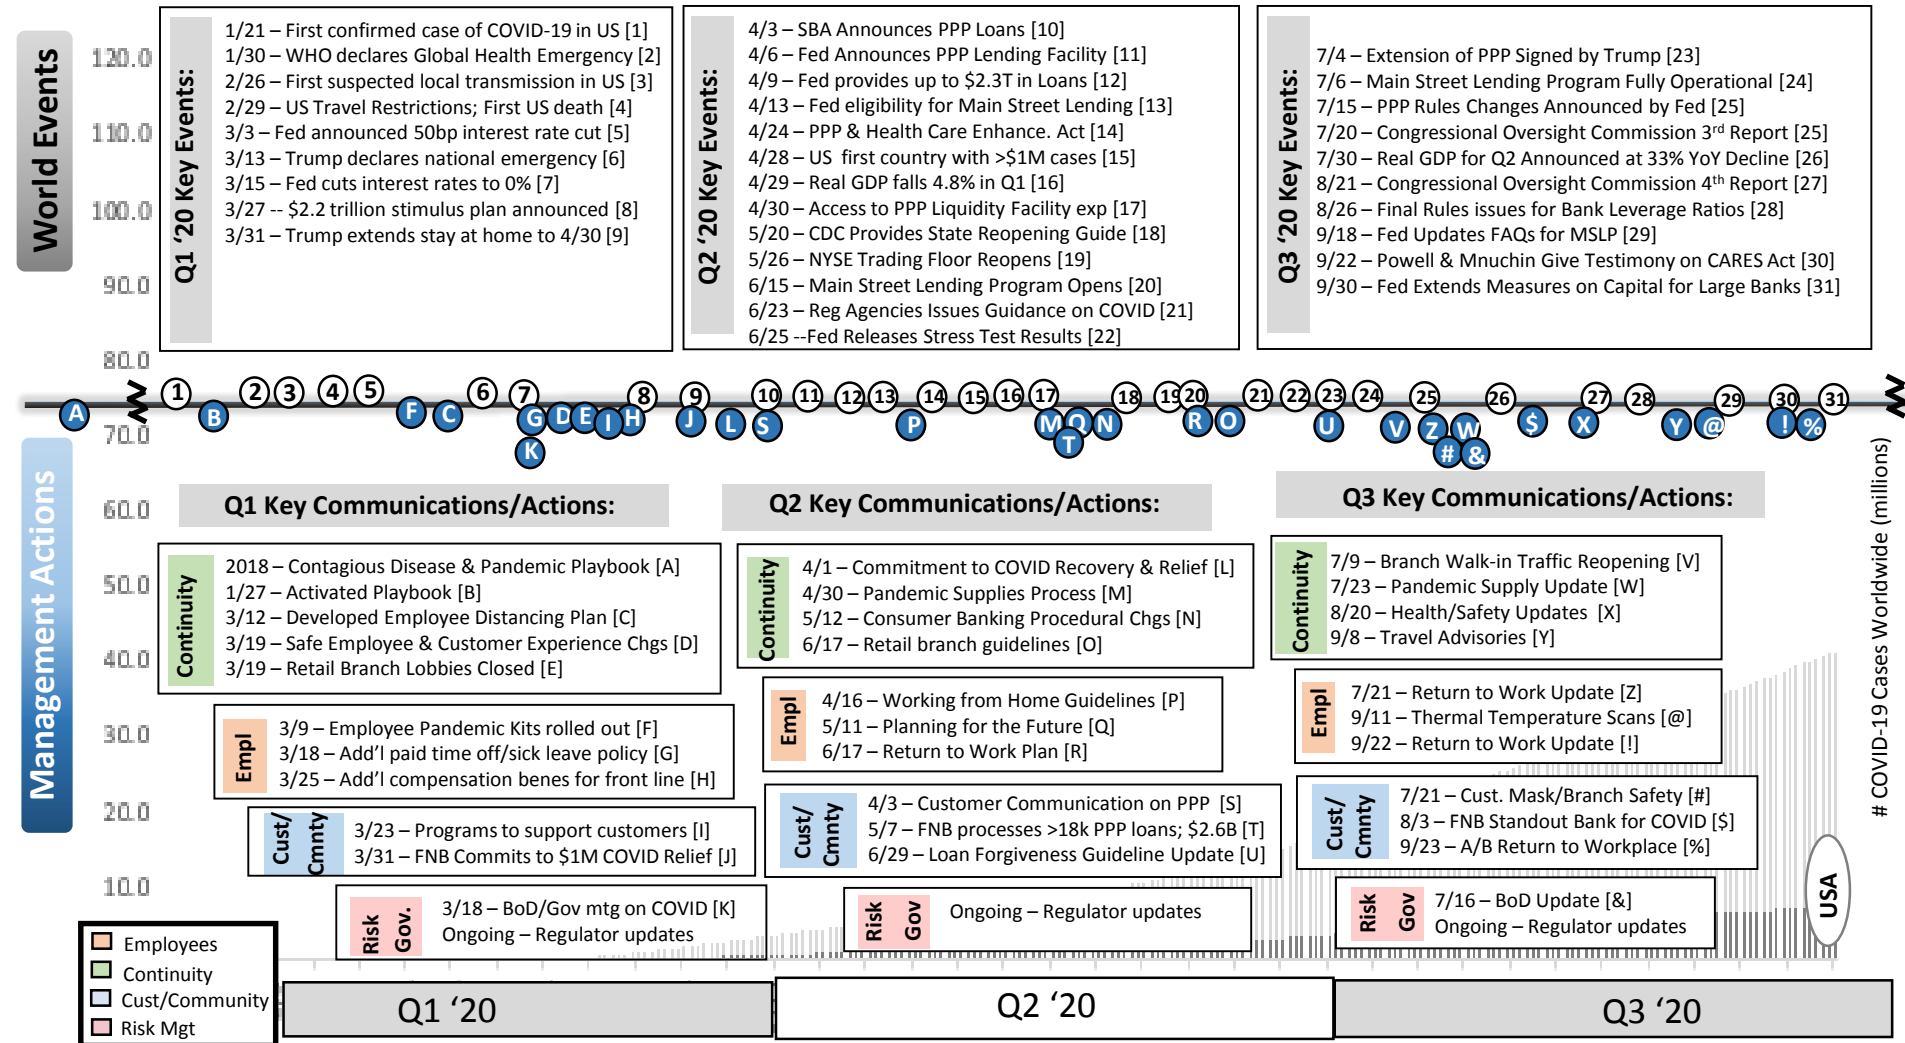 World Events
120.0
110.0
100.0
90.0
80.0
70.0
60.0
50.0
40.0
30.0
20.0
10.0
Q1 ‘20 Key Events:
1/21 – First confirmed case of COVID-19 in US [1]
1/30 – WHO declares Global Health Emergency [2]
2/26 – First suspected local transmission in US [3]
2/29 – US Travel Restrictions; First US death [4]
3/3 – Fed announced 50bp interest rate cut [5]
3/13 – Trump declares national emergency [6]
3/15 – Fed cuts interest rates to 0% [7]
3/27 -- $2.2 trillion stimulus plan announced [8]
3/31 – Trump extends stay at home to 4/30 [9]
Q2 ‘20 Key Events:
4/3 – SBA Announces PPP Loans [10]
4/6 – Fed Announces PPP Lending Facility [11]
4/9 – Fed provides up to $2.3T in Loans [12]
4/13 – Fed eligibility for Main Street Lending [13]
4/24 – PPP & Health Care Enhance. Act [14]
4/28 – US first country with >$1M cases [15]
4/29 – Real GDP falls 4.8% in Q1 [16]
4/30 – Access to PPP Liquidity Facility exp [17]
5/20 – CDC Provides State Reopening Guide [18]
5/26 – NYSE Trading Floor Reopens [19]
6/15 – Main Street Lending Program Opens [20]
6/23 – Reg Agencies Issues Guidance on COVID [21]
6/25 --Fed Releases Stress Test Results [22]
Q3 ‘20 Key Events:
7/4 – Extension of PPP Signed by Trump [23]
7/6 – Main Street Lending Program Fully Operational [24]
7/15 – PPP Rules Changes Announced by Fed [25]
7/20 – Congressional Oversight Commission 3rd Report [25]
7/30 – Real GDP for Q2 Announced at 33% YoY Decline [26]
8/21 – Congressional Oversight Commission 4th Report [27]
8/26 – Final Rules issues for Bank Leverage Ratios [28]
9/18 – Fed Updates FAQs for MSLP [29]
9/22 – Powell & Mnuchin Give Testimony on CARES Act [30]
9/30 – Fed Extends Measures on Capital for Large Banks [31]
1 2 3 4 5 6 7 8 9 10 11 12 13 14 15 16 17 18 19 20 21 22 23 24 25 26 27 28 29 30 31
A B F C G D E I H J L S P M Q N R O U V Z W $ X Y @ ! %
K T # &
Management Actions
Q1 Key Communications/Actions:
Continuity
2018 – Contagious Disease & Pandemic Playbook [A]
1/27 – Activated Playbook [B]
3/12 – Developed Employee Distancing Plan [C]
3/19 – Safe Employee & Customer Experience Chgs [D]
3/19 – Retail Branch Lobbies Closed [E]
Empl
3/9 – Employee Pandemic Kits rolled out [F]
3/18 – Add’l paid time off/sick leave policy [G]
3/25 – Add’l compensation benes for front line [H]
Cust/
Cmnty
3/23 – Programs to support customers [I]
3/31 – FNB Commits to $1M COVID Relief [J]
Risk
Gov.
3/18 – BoD/Gov mtg on COVID [K]
Ongoing – Regulator updates
Q2 Key Communications/Actions:
Continuity
4/1 – Commitment to COVID Recovery & Relief [L]
4/30 – Pandemic Supplies Process [M]
5/12 – Consumer Banking Procedural Chgs [N]
6/17 – Retail branch guidelines [O]
Empl
4/16 – Working from Home Guidelines [P]
5/11 – Planning for the Future [Q]
6/17 – Return to Work Plan [R]
Cust/
Cmnty
4/3 – Customer Communication on PPP [S]
5/7 – FNB processes >18k PPP loans; $2.6B [T]
6/29 – Loan Forgiveness Guideline Update [U]
Risk
Gov
Ongoing – Regulator updates
Q3 Key Communications/Actions:
Continuity
7/9 – Branch Walk-in Traffic Reopening [V]
7/23 – Pandemic Supply Update [W]
8/20 – Health/Safety Updates [X]
9/8 – Travel Advisories [Y]
Empl
7/21 – Return to Work Update [Z]
9/11 – Thermal Temperature Scans [@]
9/22 – Return to Work Update [!]
Cust/
Cmnty
7/21 – Cust. Mask/Branch Safety [#]
8/3 – FNB Standout Bank for COVID [$]
9/23 – A/B Return to Workplace [%]
Risk
Gov
7/16 – BoD Update [&]
Ongoing – Regulator updates
# COVID-19 Cases Worldwide (millions)
USA
Employees
Continuity
Cust/Community
Risk Mgt
Q1 ‘20
Q2 ‘20
Q3 ‘20